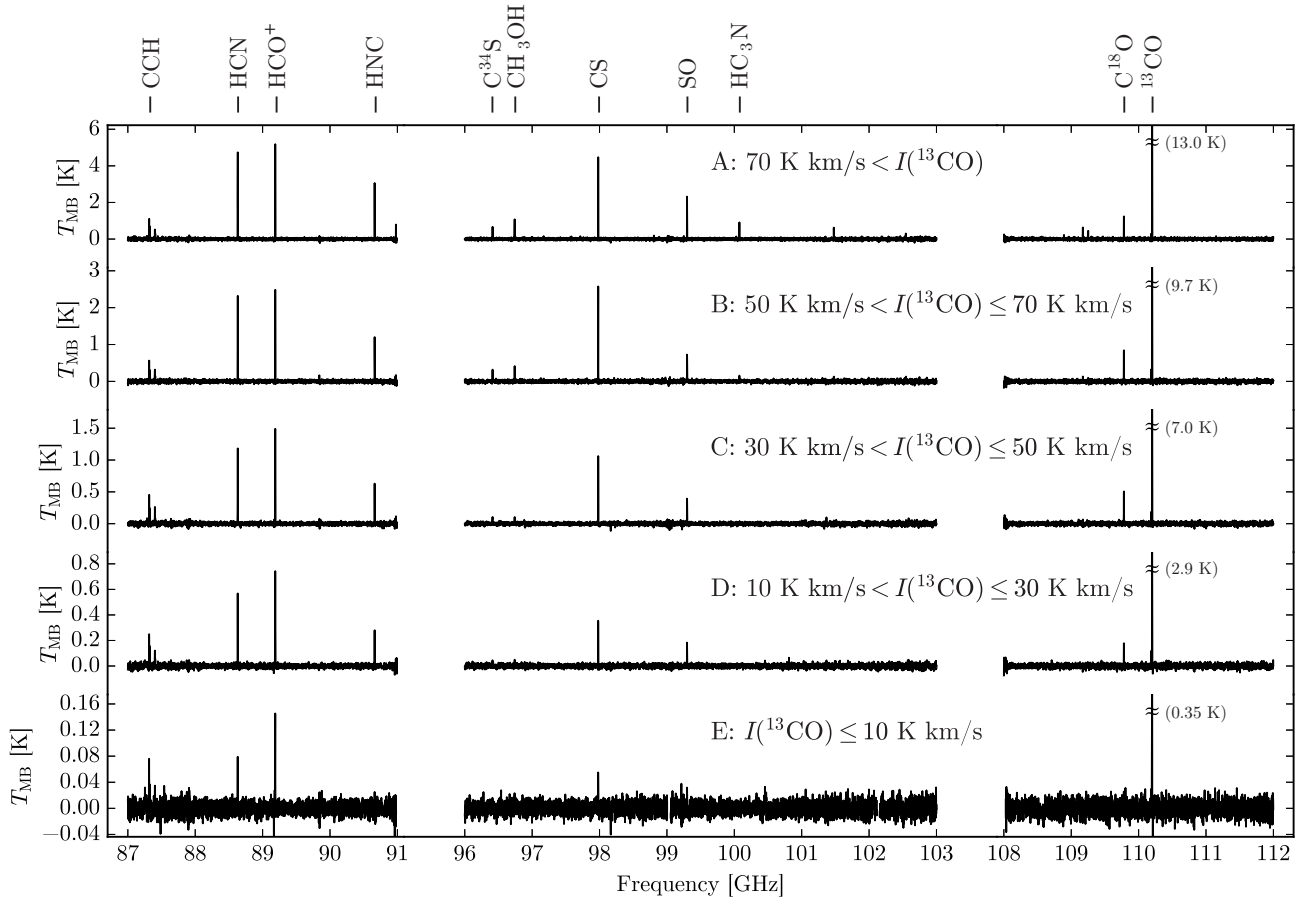 CCH HCN HCO⁺ HNC C³⁴S CH₃OH CS SO HC₃N C¹⁸O ¹³CO
6
4
2
0
T_MB [K]
A: 70 K km/s < I(¹³CO)
≈ (13.0 K)
3
2
1
0
T_MB [K]
B: 50 K km/s < I(¹³CO) ≤ 70 K km/s
≈ (9.7 K)
1.5
1.0
0.5
0.0
T_MB [K]
C: 30 K km/s < I(¹³CO) ≤ 50 K km/s
≈ (7.0 K)
0.8
0.6
0.4
0.2
0.0
T_MB [K]
D: 10 K km/s < I(¹³CO) ≤ 30 K km/s
≈ (2.9 K)
0.16
0.12
0.08
0.04
0.00
−0.04
T_MB [K]
E: I(¹³CO) ≤ 10 K km/s
≈ (0.35 K)
87 88 89 90 91 96 97 98 99 100 101 102 103 108 109 110 111 112
Frequency [GHz]